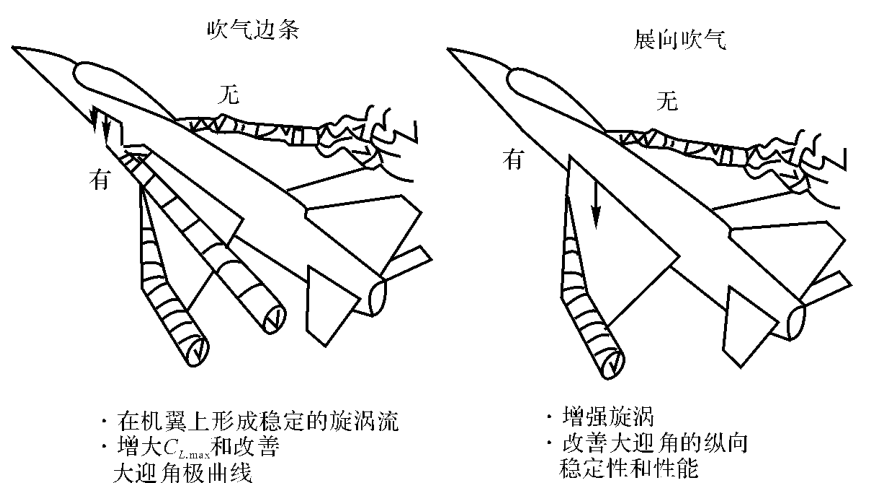 吹气边条
无
有
· 在机翼上形成稳定的旋涡流
· 增大C_{L.max}和改善
大迎角极曲线
展向吹气
无
有
· 增强旋涡
· 改善大迎角的纵向
稳定性和性能